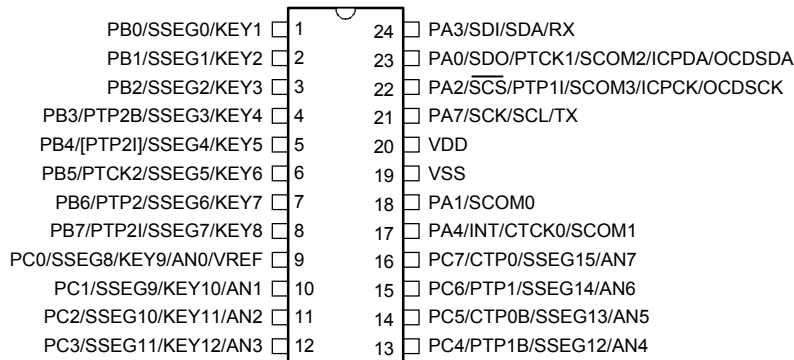 PB0/SSEG0/KEY1 1 24 PA3/SDI/SDA/RX
PB1/SSEG1/KEY2 2 23 PA0/SDO/PTCK1/SCOM2/ICPDA/OCDSDA
PB2/SSEG2/KEY3 3 22 PA2/SCS/PTP1I/SCOM3/ICPCK/OCDSCK
PB3/PTP2B/SSEG3/KEY4 4 21 PA7/SCK/SCL/TX
PB4/[PTP2I]/SSEG4/KEY5 5 20 VDD
PB5/PTCK2/SSEG5/KEY6 6 19 VSS
PB6/PTP2/SSEG6/KEY7 7 18 PA1/SCOM0
PB7/PTP2I/SSEG7/KEY8 8 17 PA4/INT/CTCK0/SCOM1
PC0/SSEG8/KEY9/AN0/VREF 9 16 PC7/CTP0/SSEG15/AN7
PC1/SSEG9/KEY10/AN1 10 15 PC6/PTP1/SSEG14/AN6
PC2/SSEG10/KEY11/AN2 11 14 PC5/CTP0B/SSEG13/AN5
PC3/SSEG11/KEY12/AN3 12 13 PC4/PTP1B/SSEG12/AN4